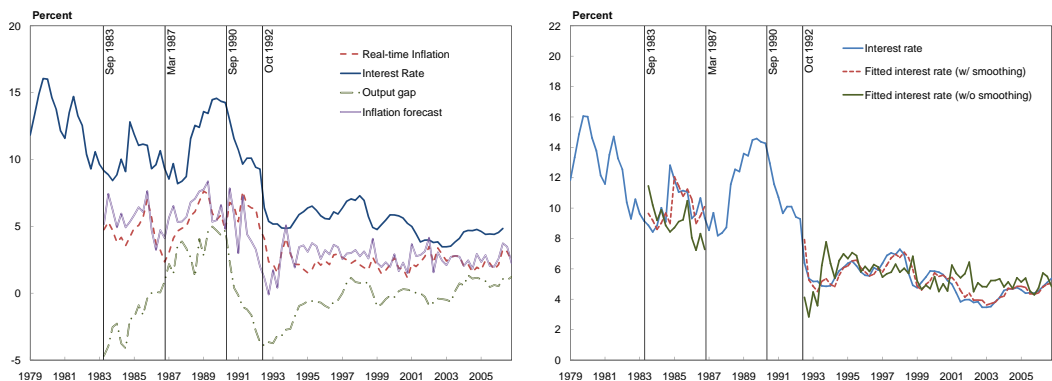 Percent
20
15
10
5
0
-5
Sep 1983
Mar 1987
Sep 1990
Oct 1992
Real-time Inflation
Interest Rate
Output gap
Inflation forecast
1979 1981 1983 1985 1987 1989 1991 1993 1995 1997 1999 2001 2003 2005
Percent
22
20
18
16
14
12
10
8
6
4
2
0
Sep 1983
Mar 1987
Sep 1990
Oct 1992
Interest rate
Fitted interest rate (w/ smoothing)
Fitted interest rate (w/o smoothing)
1979 1981 1983 1985 1987 1989 1991 1993 1995 1997 1999 2001 2003 2005